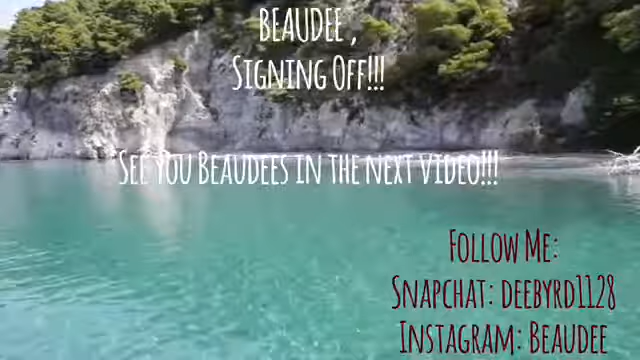 BEAUDEE ,
SIGNING OFF!!!
SEE YOU BEAUDEES IN THE NEXT VIDEO!!!
FOLLOW ME:
SNAPCHAT: DEEBYRD1128
INSTAGRAM: BEAUDEE